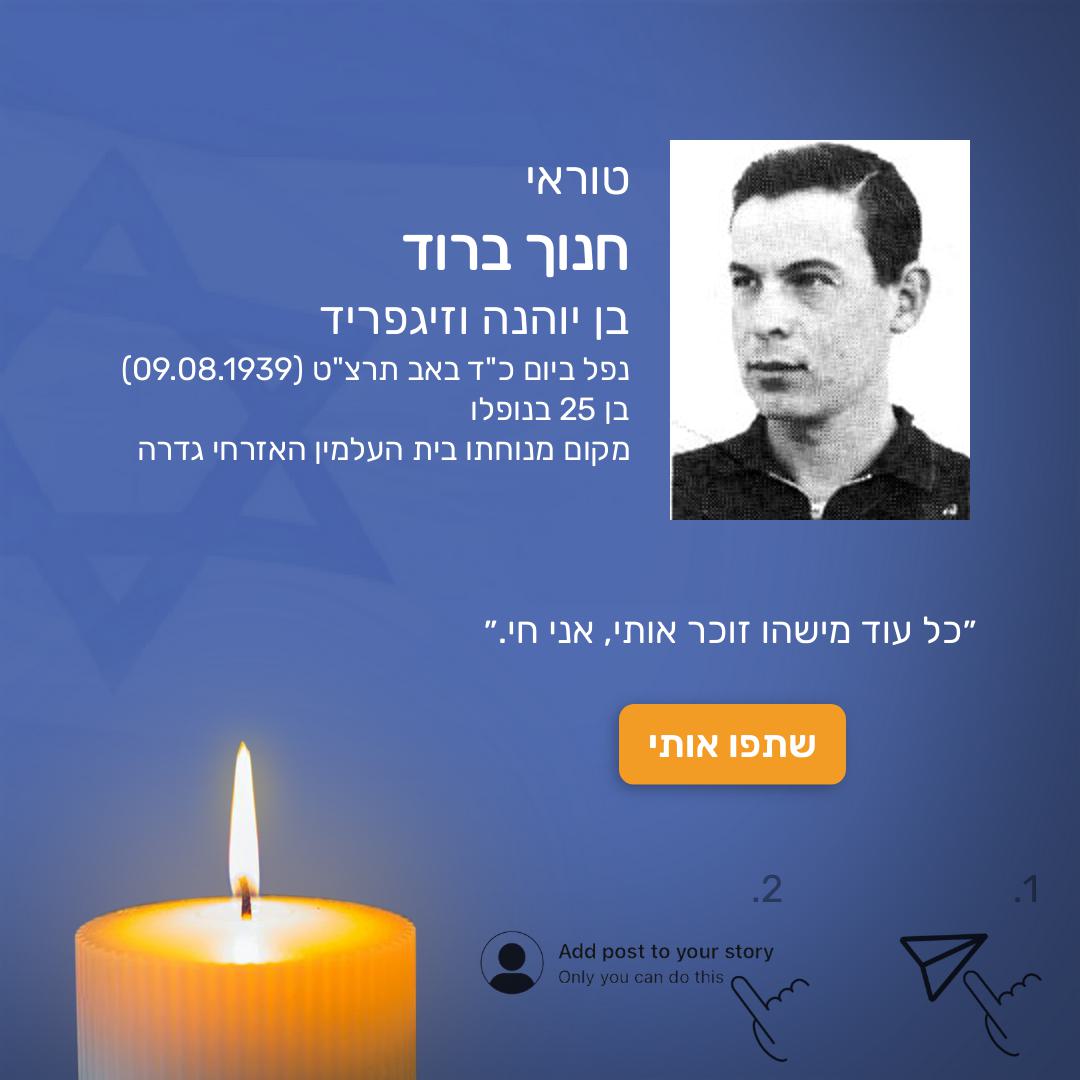 טוראי
חנוך ברוד
בן יוהנה וזיגפריד
נפל ביום כ"ד באב תרצ"ט (09.08.1939)
בן 25 בנופלו
מקום מנוחתו בית העלמין האזרחי גדרה
״כל עוד מישהו זוכר אותי, אני חי.״
שתפו אותי
.1
.2
Add post to your story
Only you can do this